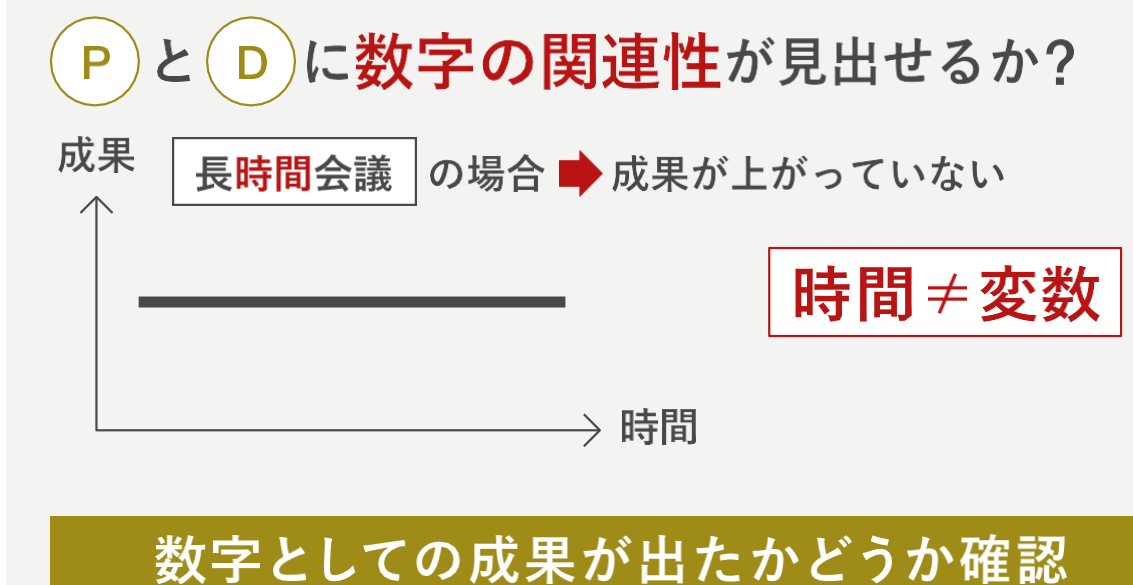 PとDに数字の関連性が見出せるか?
成果
長時間会議 の場合 ➡ 成果が上がっていない
時間≠変数
時間
数字としての成果が出たかどうか確認